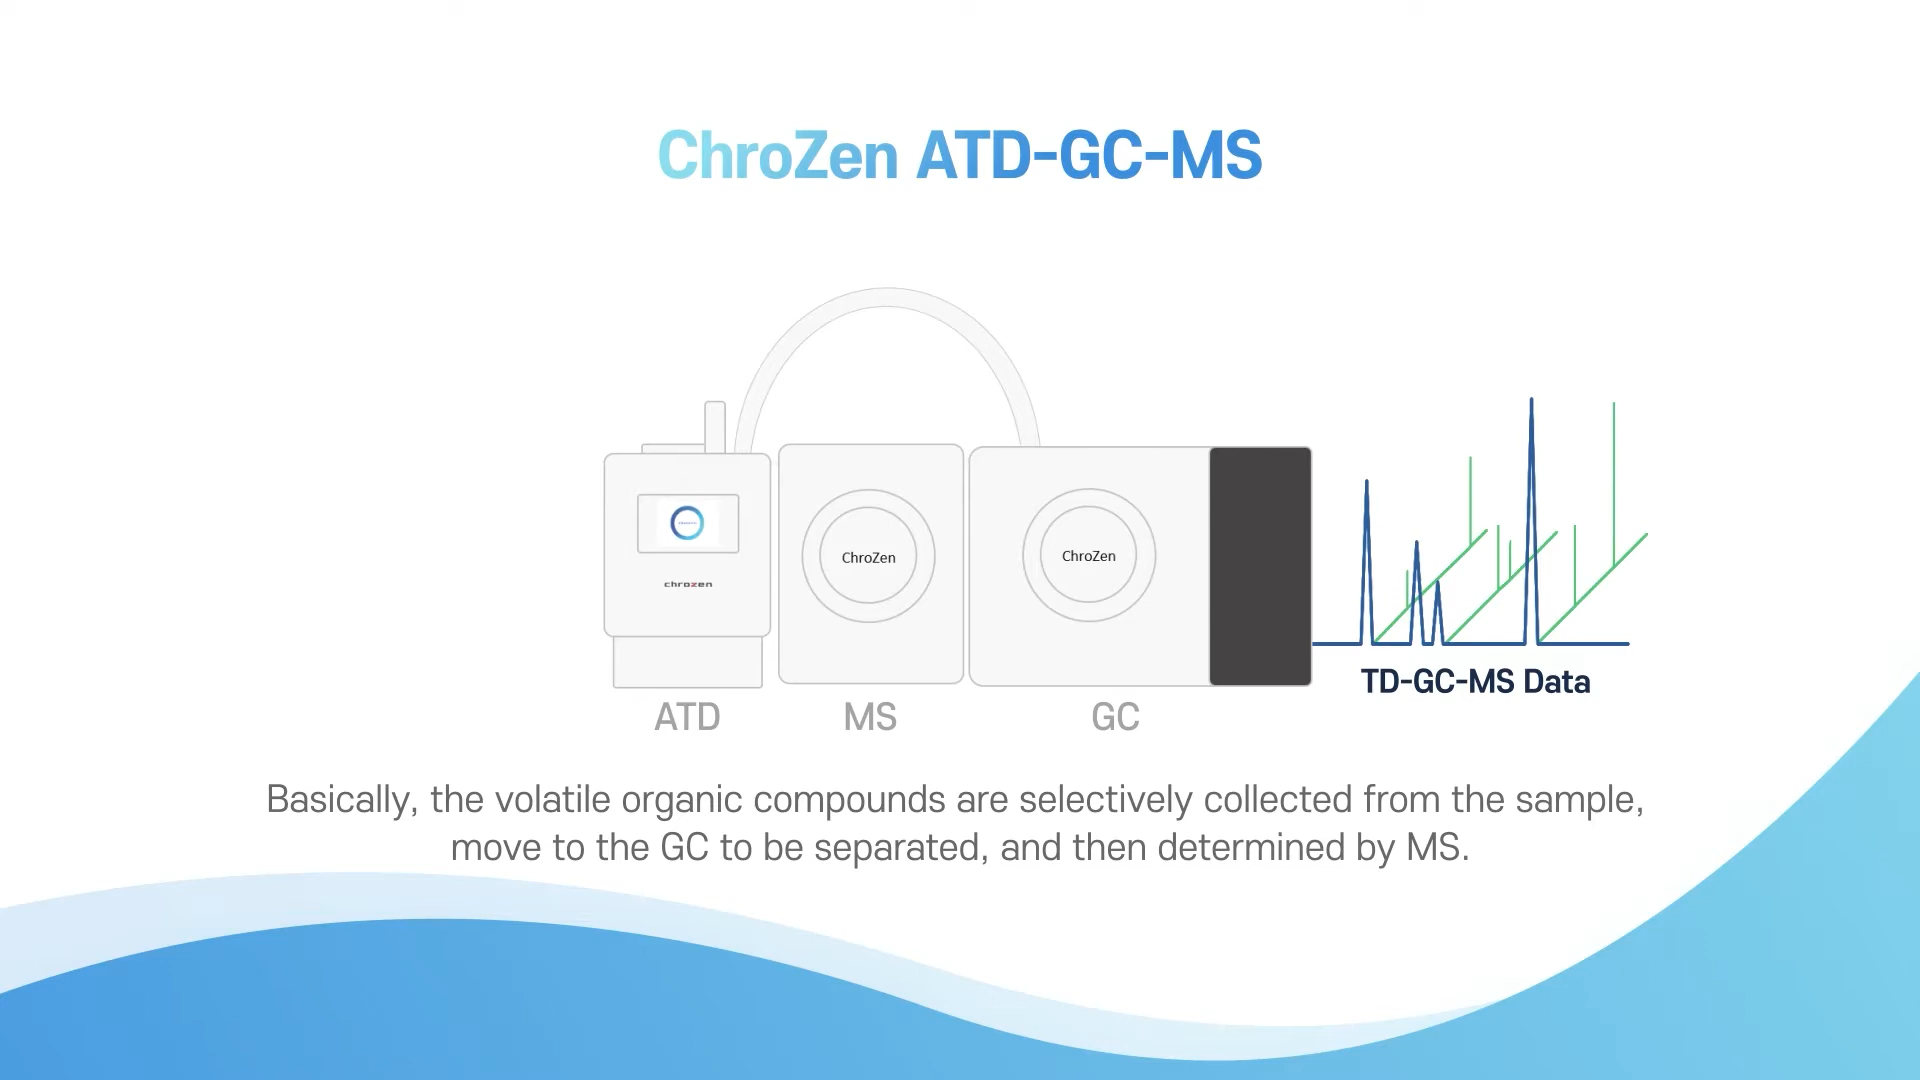 ChroZen ATD-GC-MS
chrozen
ChroZen
ChroZen
TD-GC-MS Data
ATD
MS
GC
Basically, the volatile organic compounds are selectively collected from the sample,
move to the GC to be separated, and then determined by MS.